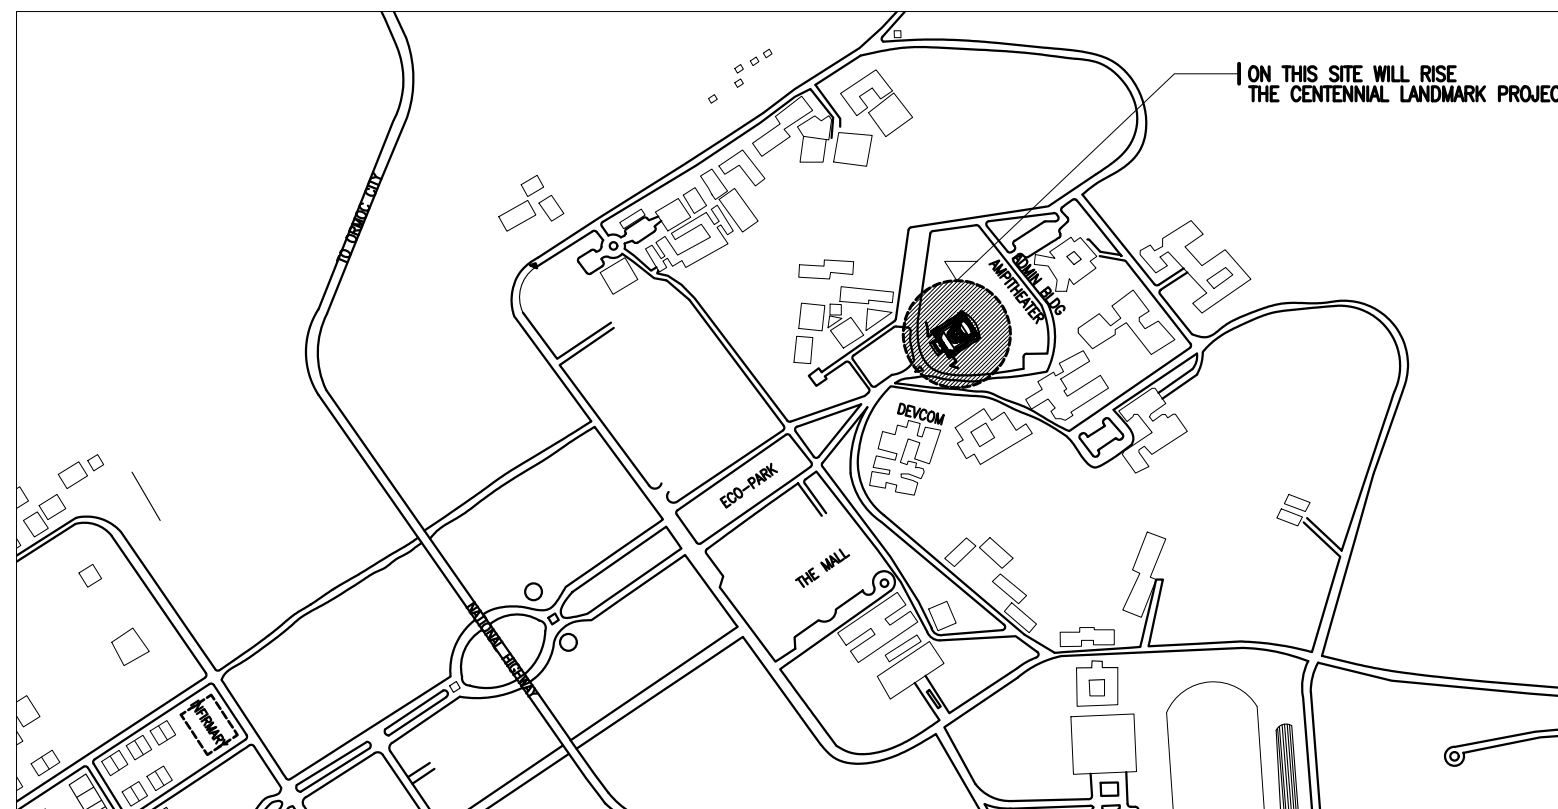 ON THIS SITE WILL RISE
THE CENTENNIAL LANDMARK PROJEC
TO ORMOC CITY
ADMIN BLDG
AMPITHEATER
DEVCOM
ECO-PARK
THE MALL
NATIONAL HIGHWAY
INFIRMARY